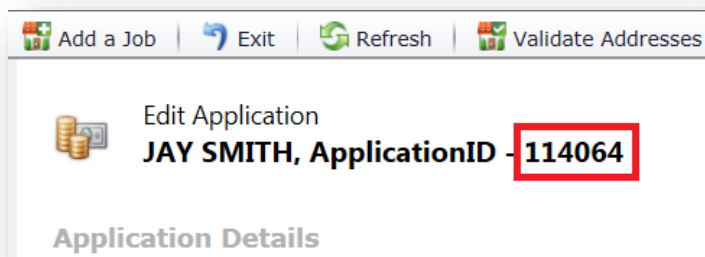 Add a Job Exit Refresh Validate Addresses
Edit Application
JAY SMITH, ApplicationID - 114064
Application Details